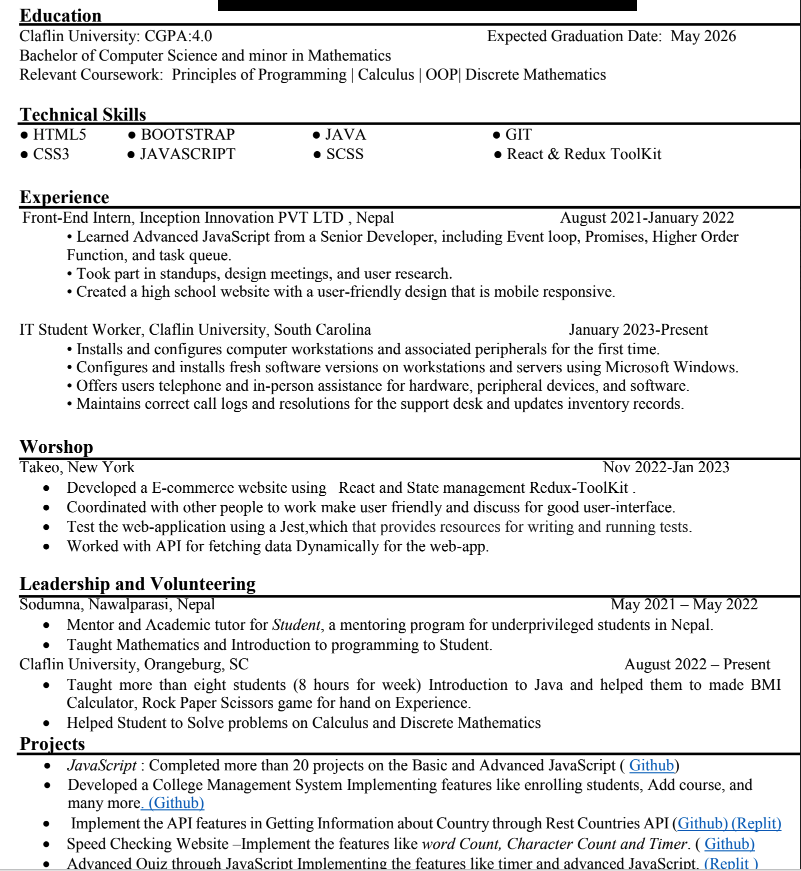 Education
Claflin University: CGPA:4.0 Expected Graduation Date: May 2026
Bachelor of Computer Science and minor in Mathematics
Relevant Coursework: Principles of Programming | Calculus | OOP| Discrete Mathematics
Technical Skills
● HTML5 ● BOOTSTRAP ● JAVA ● GIT
● CSS3 ● JAVASCRIPT ● SCSS ● React & Redux ToolKit
Experience
Front-End Intern, Inception Innovation PVT LTD , Nepal August 2021-January 2022
• Learned Advanced JavaScript from a Senior Developer, including Event loop, Promises, Higher Order
Function, and task queue.
• Took part in standups, design meetings, and user research.
• Created a high school website with a user-friendly design that is mobile responsive.
IT Student Worker, Claflin University, South Carolina January 2023-Present
• Installs and configures computer workstations and associated peripherals for the first time.
• Configures and installs fresh software versions on workstations and servers using Microsoft Windows.
• Offers users telephone and in-person assistance for hardware, peripheral devices, and software.
• Maintains correct call logs and resolutions for the support desk and updates inventory records.
Worshop
Takeo, New York Nov 2022-Jan 2023
• Developed a E-commerce website using React and State management Redux-ToolKit .
• Coordinated with other people to work make user friendly and discuss for good user-interface.
• Test the web-application using a Jest,which that provides resources for writing and running tests.
• Worked with API for fetching data Dynamically for the web-app.
Leadership and Volunteering
Sodumna, Nawalparasi, Nepal May 2021 – May 2022
• Mentor and Academic tutor for Student, a mentoring program for underprivileged students in Nepal.
• Taught Mathematics and Introduction to programming to Student.
Claflin University, Orangeburg, SC August 2022 – Present
• Taught more than eight students (8 hours for week) Introduction to Java and helped them to made BMI
Calculator, Rock Paper Scissors game for hand on Experience.
• Helped Student to Solve problems on Calculus and Discrete Mathematics
Projects
• JavaScript : Completed more than 20 projects on the Basic and Advanced JavaScript ( Github)
• Developed a College Management System Implementing features like enrolling students, Add course, and
many more. (Github)
• Implement the API features in Getting Information about Country through Rest Countries API (Github) (Replit)
• Speed Checking Website –Implement the features like word Count, Character Count and Timer. ( Github)
• Advanced Quiz through JavaScript Implementing the features like timer and advanced JavaScript. (Replit )